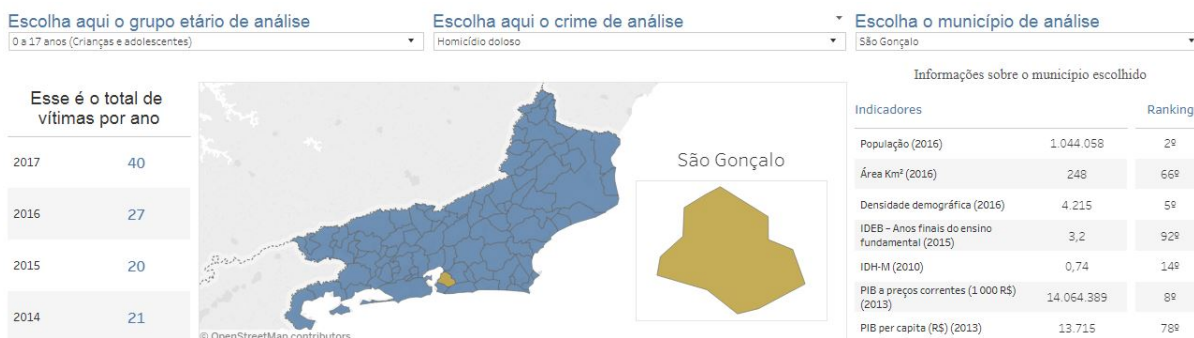 Escolha aqui o grupo etário de análise
0 a 17 anos (Crianças e adolescentes)
Escolha aqui o crime de análise
Homicídio doloso
Escolha o município de análise
São Gonçalo
Esse é o total de
vítimas por ano
2017 40
2016 27
2015 20
2014 21
© OpenStreetMap contributors
São Gonçalo
Informações sobre o municipio escolhido
Indicadores Ranking
População (2016) 1.044.058 2º
Área Km² (2016) 248 66º
Densidade demográfica (2016) 4.215 5º
IDEB – Anos finais do ensino
fundamental (2015) 3,2 92º
IDH-M (2010) 0,74 14º
PIB a preços correntes (1 000 R$)
(2013) 14.064.389 8º
PIB per capita (R$) (2013) 13.715 78º